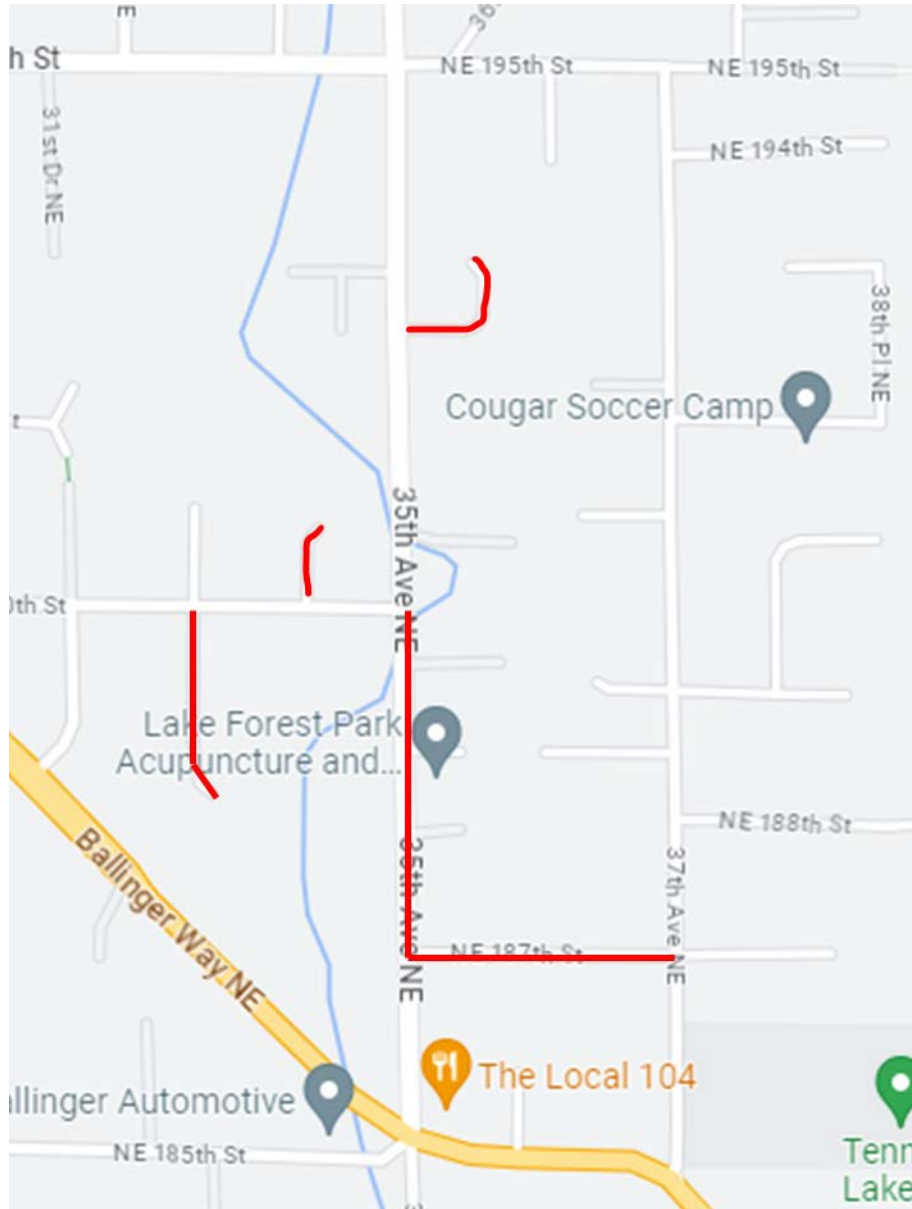 E
36
h St
NE 195th St
NE 195th St
31st Dr NE
NE 194th St
38th Pl NE
Cougar Soccer Camp
t
35th Ave NE
0th St
Lake Forest Park
Acupuncture and...
NE 188th St
Ballinger Way NE
35th Ave NE
37th Ave NE
NE 187th St
The Local 104
allinger Automotive
NE 185th St
Tenn
Lake
3